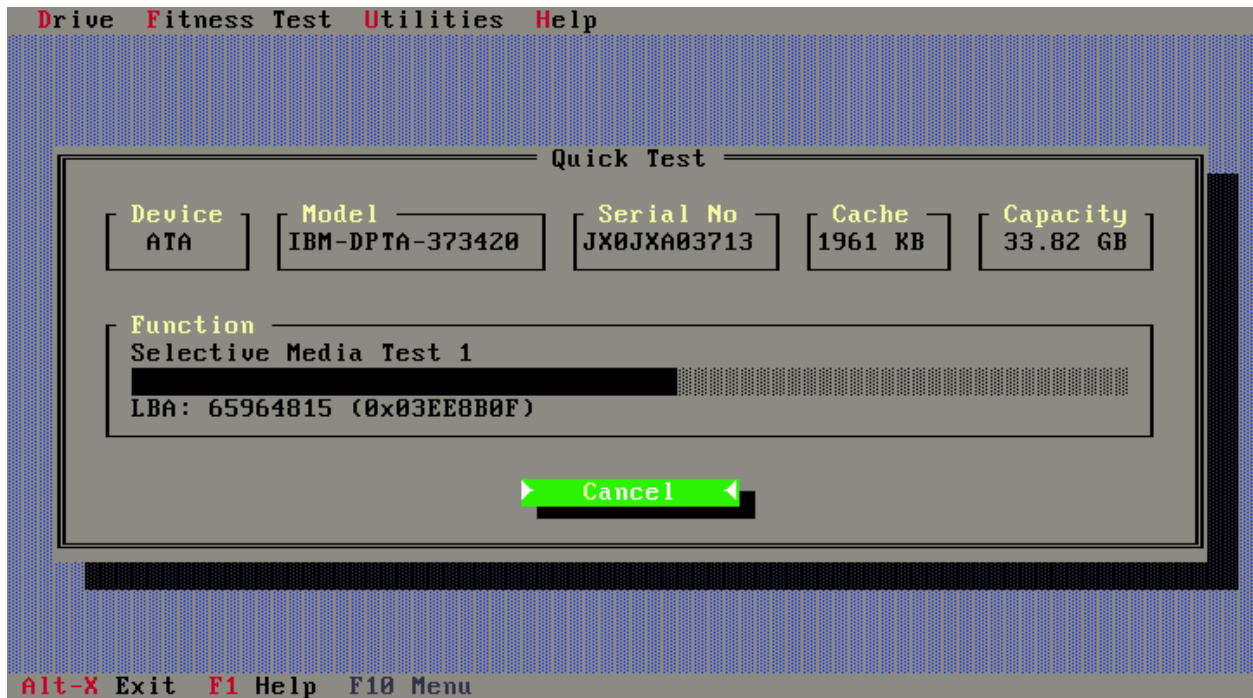 Drive Fitness Test Utilities Help
Quick Test
Device Model Serial No Cache Capacity
ATA IBM-DPTA-373420 JX0JXA03713 1961 KB 33.82 GB
Function
Selective Media Test 1
LBA: 65964815 (0x03EE8B0F)
Cancel
Alt-X Exit F1 Help F10 Menu